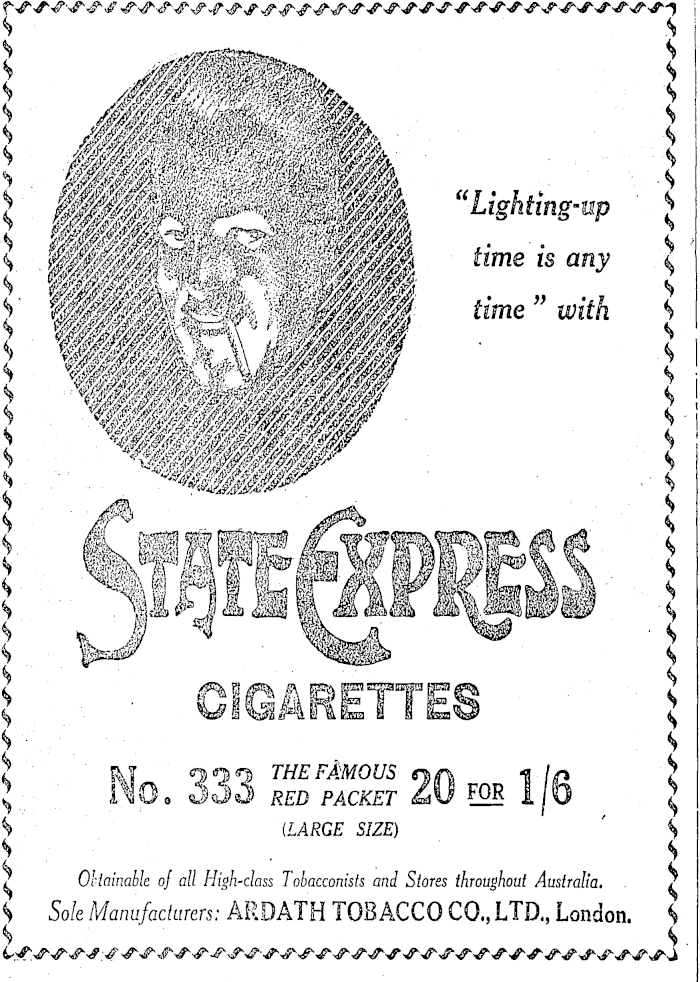 “Lighting-up
time is any
time” with
STATE EXPRESS
CIGARETTES
No. 333 THE FAMOUS RED PACKET 20 FOR 1/6
(LARGE SIZE)
Obtainable of all High-class Tobacconists and Stores throughout Australia.
Sole Manufacturers: ARDATH TOBACCO CO., LTD., London.